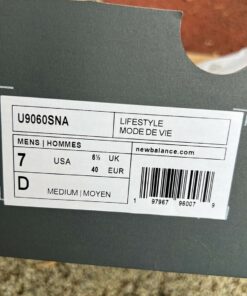 U9060SNA
LIFESTYLE
MODE DE VIE
MENS | HOMMES
newbalance.com
7 USA 6½ UK
40 EUR
D MEDIUM | MOYEN
1 97967 96007 9